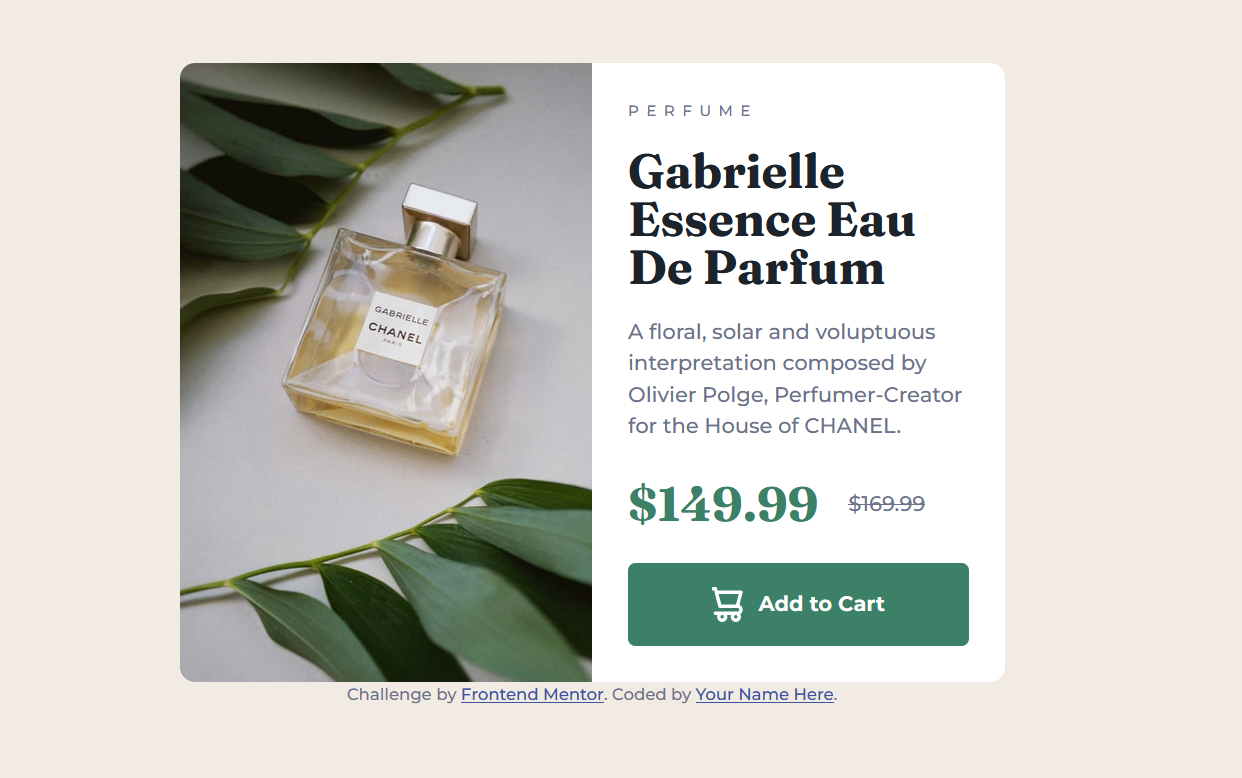 GABRIELLE
CHANEL
PARIS
PERFUME
Gabrielle
Essence Eau
De Parfum
A floral, solar and voluptuous
interpretation composed by
Olivier Polge, Perfumer-Creator
for the House of CHANEL.
$149.99 $169.99
Add to Cart
Challenge by Frontend Mentor. Coded by Your Name Here.